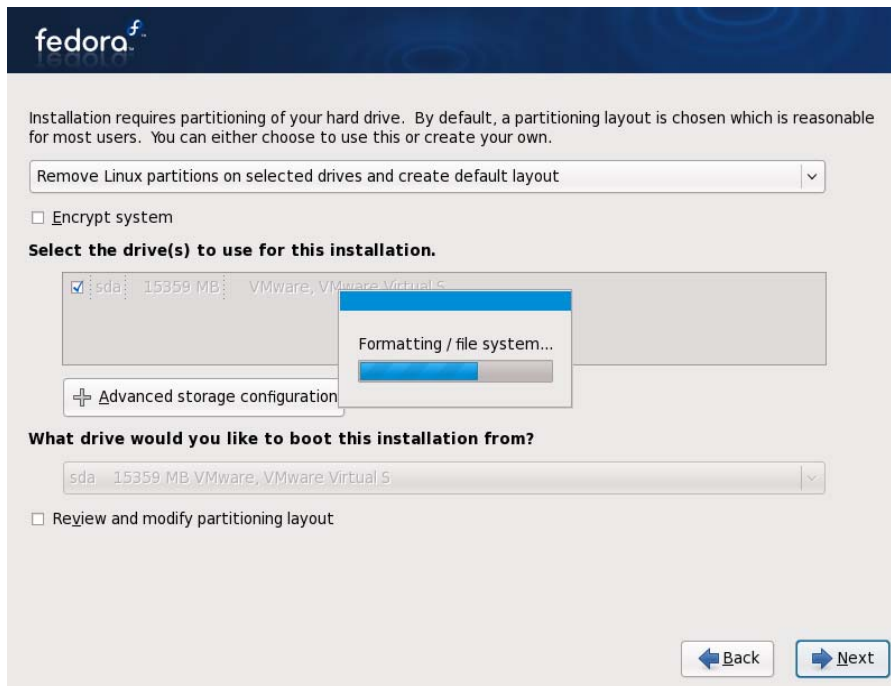 fedora
Installation requires partitioning of your hard drive. By default, a partitioning layout is chosen which is reasonable
for most users. You can either choose to use this or create your own.
Remove Linux partitions on selected drives and create default layout
Encrypt system
Select the drive(s) to use for this installation.
sda 15359 MB VMware, VMware Virtual S
Formatting / file system...
Advanced storage configuration
What drive would you like to boot this installation from?
sda 15359 MB VMware, VMware Virtual S
Review and modify partitioning layout
Back Next